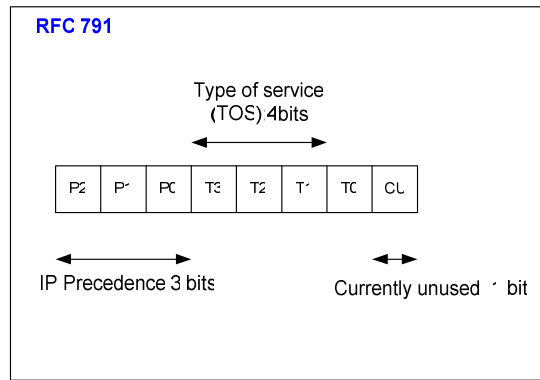 RFC 791
Type of service
(TOS):4bits
P2 P1 P0 T3 T2 T1 T0 CU
IP Precedence 3 bits
Currently unused 1 bit